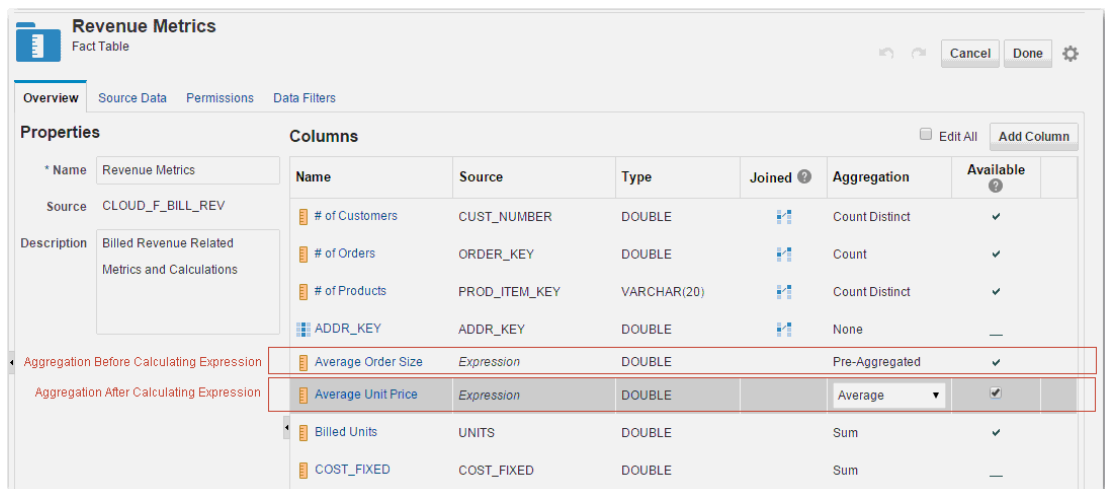 Revenue Metrics
Fact Table
Cancel Done
Overview Source Data Permissions Data Filters
Properties
* Name Revenue Metrics
Source CLOUD_F_BILL_REV
Description Billed Revenue Related
Metrics and Calculations
Columns
Edit All Add Column
Name Source Type Joined ? Aggregation Available ?
# of Customers CUST_NUMBER DOUBLE Count Distinct
# of Orders ORDER_KEY DOUBLE Count
# of Products PROD_ITEM_KEY VARCHAR(20) Count Distinct
ADDR_KEY ADDR_KEY DOUBLE None
Aggregation Before Calculating Expression Average Order Size Expression DOUBLE Pre-Aggregated
Aggregation After Calculating Expression Average Unit Price Expression DOUBLE Average
Billed Units UNITS DOUBLE Sum
COST_FIXED COST_FIXED DOUBLE Sum